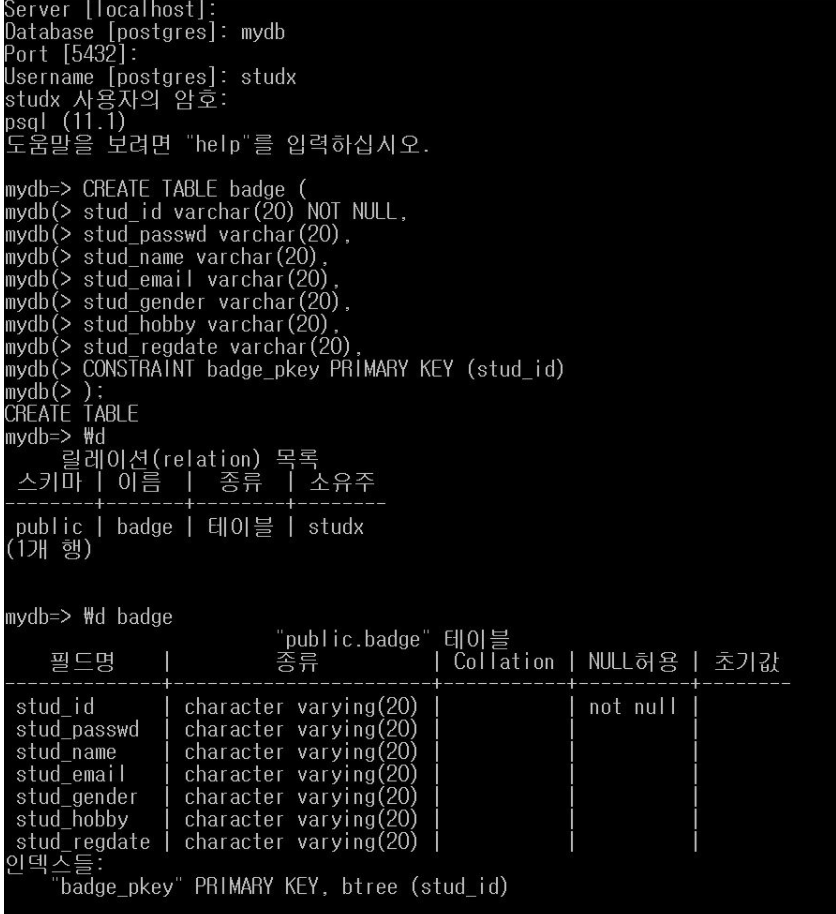 Server [localhost]:
Database [postgres]: mydb
Port [5432]:
Username [postgres]: studx
studx 사용자의 암호:
psql (11.1)
도움말을 보려면 "help"를 입력하십시오.
mydb=> CREATE TABLE badge (
mydb(> stud_id varchar(20) NOT NULL,
mydb(> stud_passwd varchar(20),
mydb(> stud_name varchar(20),
mydb(> stud_email varchar(20),
mydb(> stud_gender varchar(20),
mydb(> stud_hobby varchar(20),
mydb(> stud_regdate varchar(20),
mydb(> CONSTRAINT badge_pkey PRIMARY KEY (stud_id)
mydb(> );
CREATE TABLE
mydb=> ₩d
릴레이션(relation) 목록
스키마 | 이름 | 종류 | 소유주
--------+-------+--------+--------
public | badge | 테이블 | studx
(1개 행)
mydb=> ₩d badge
"public.badge" 테이블
필드명 | 종류 | Collation | NULL허용 | 초기값
--------------+-----------------------+-----------+----------+--------
stud_id | character varying(20) | | not null |
stud_passwd | character varying(20) | | |
stud_name | character varying(20) | | |
stud_email | character varying(20) | | |
stud_gender | character varying(20) | | |
stud_hobby | character varying(20) | | |
stud_regdate | character varying(20) | | |
인덱스들:
"badge_pkey" PRIMARY KEY, btree (stud_id)